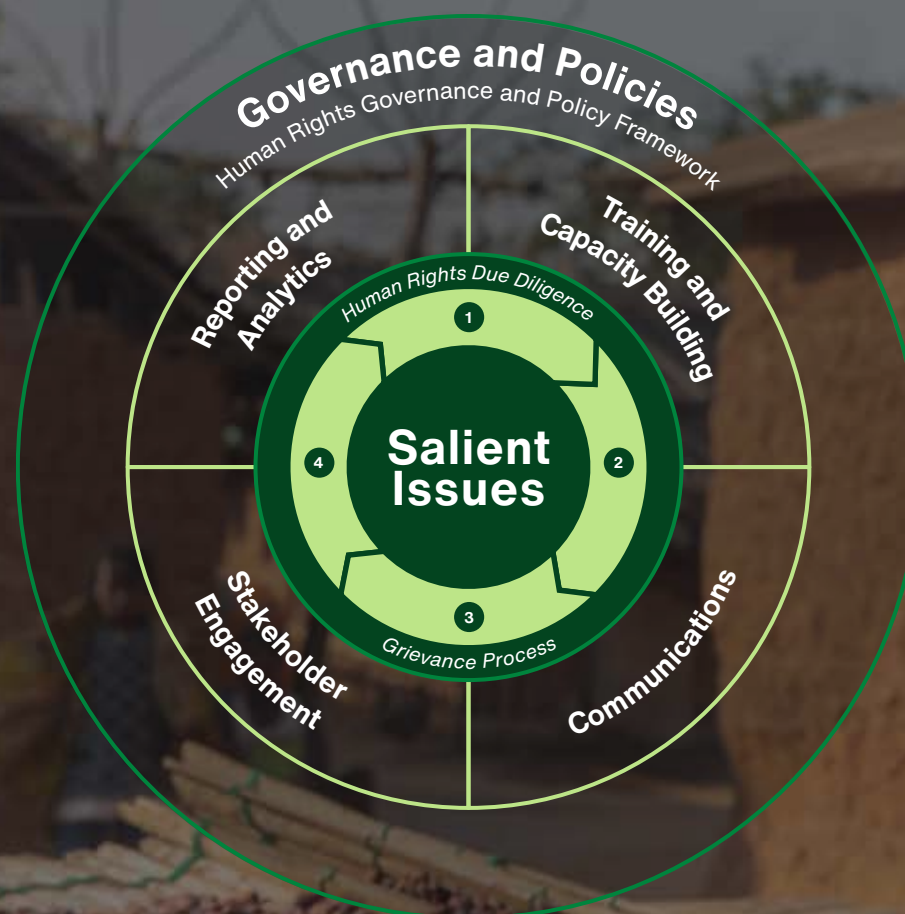 Governance and Policies
Human Rights Governance and Policy Framework
Reporting and
Analytics
Training and
Capacity Building
Human Rights Due Diligence
1
4
Salient
Issues
2
3
Grievance Process
Stakeholder
Engagement
Communications